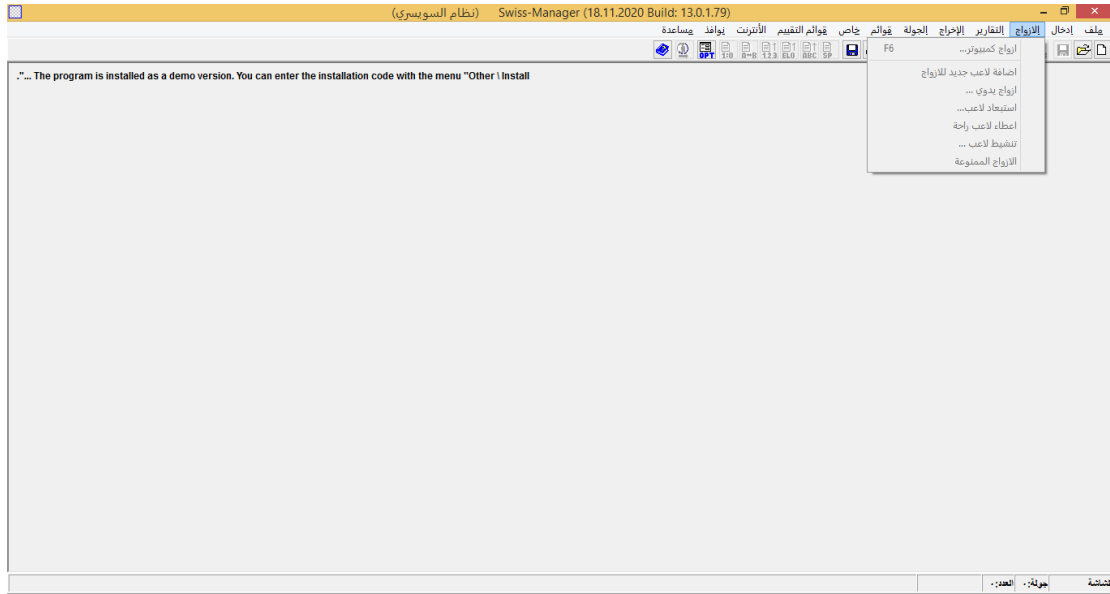 Swiss-Manager (18.11.2020 Build: 13.0.1.79) (نظام السويسري)
ملف إدخال الازواج التقارير الإخراج الجولة قوائم خاص قوائم التقييم الأنترنت نوافذ مساعدة
."... The program is installed as a demo version. You can enter the installation code with the menu "Other \ Install
ازواج كمبيوتر... F6
اضافة لاعب جديد للازواج
ازواج يدوي ...
استبعاد لاعب...
اعطاء لاعب راحة
تنشيط لاعب ...
الازواج الممنوعة
جولة:٠ العدد:٠